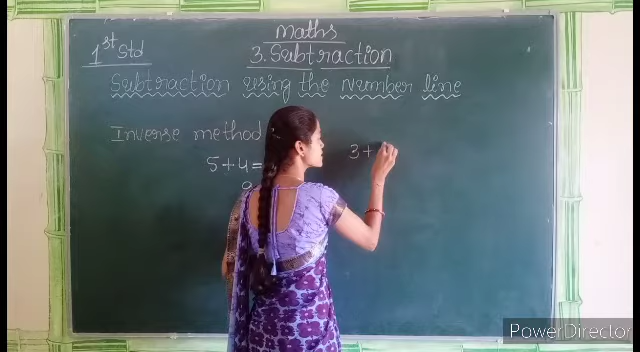 Maths
1st Std
3. Subtraction
Subtraction using the Number line
Inverse method
5+4=
3+
9
PowerDirector